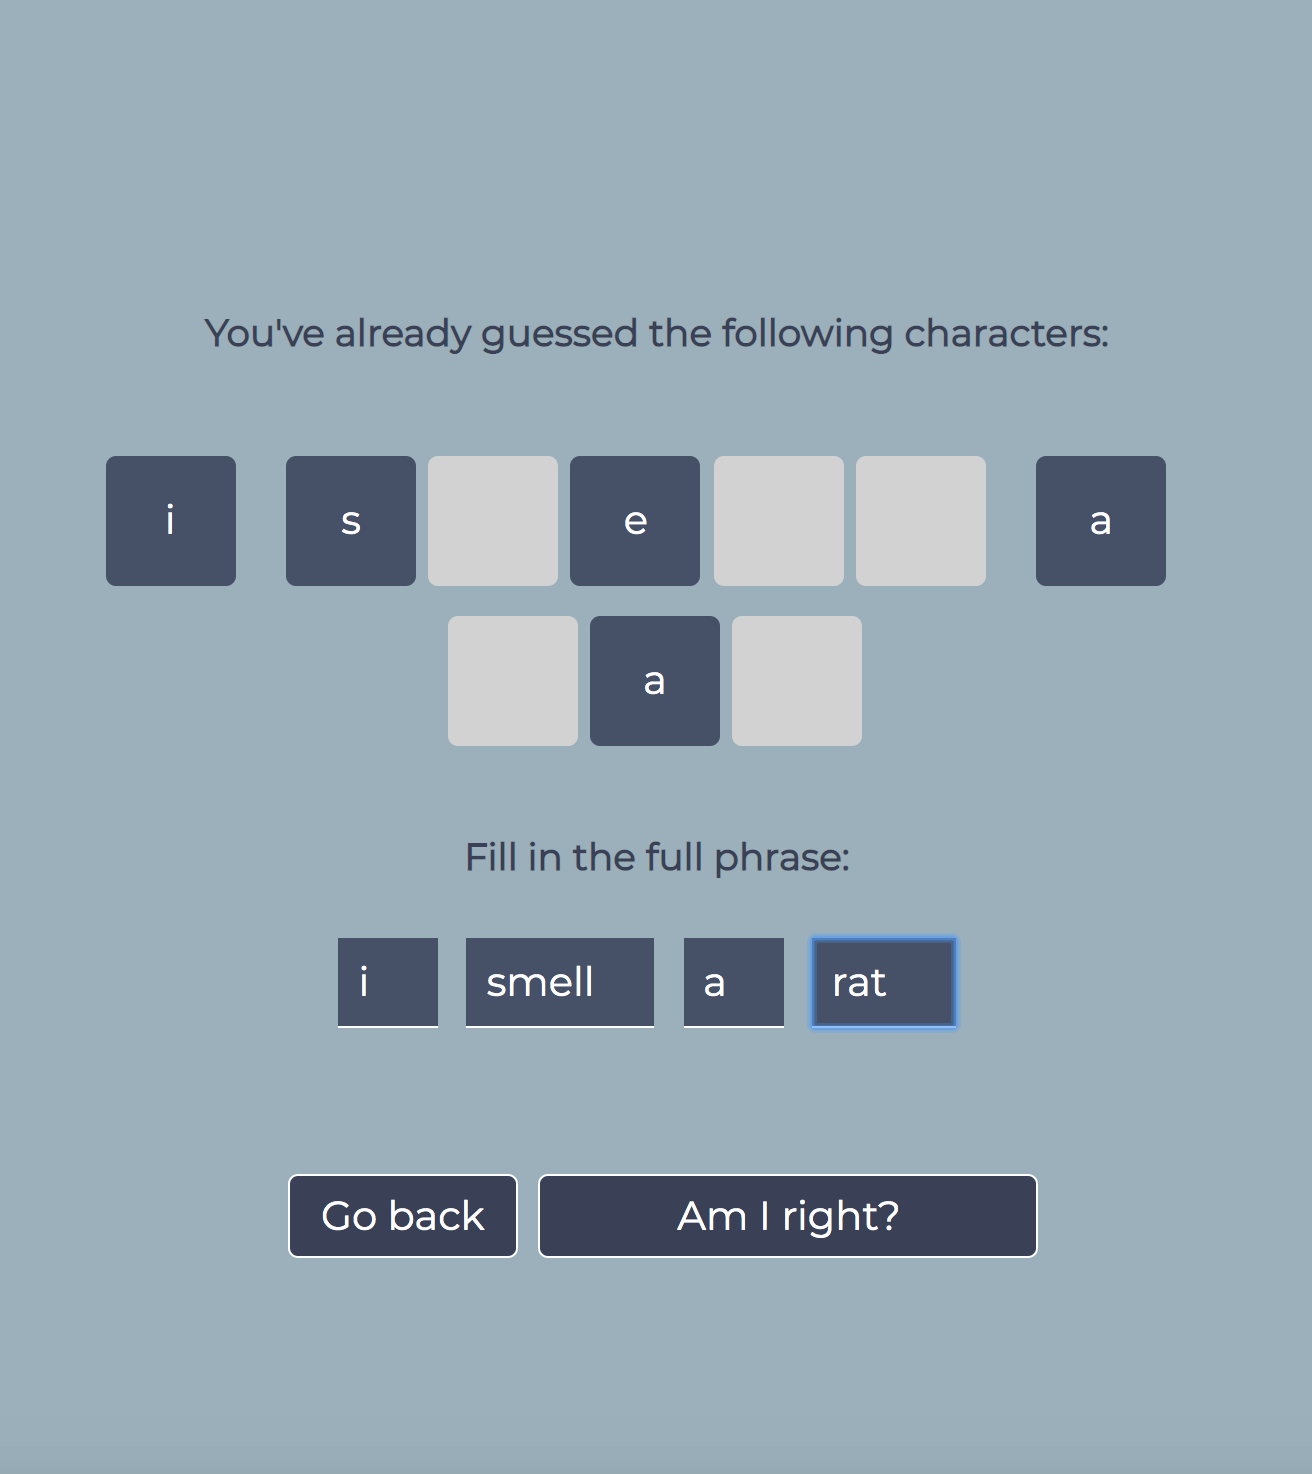 You've already guessed the following characters:
i s e a
a
Fill in the full phrase:
i smell a rat
Go back Am I right?